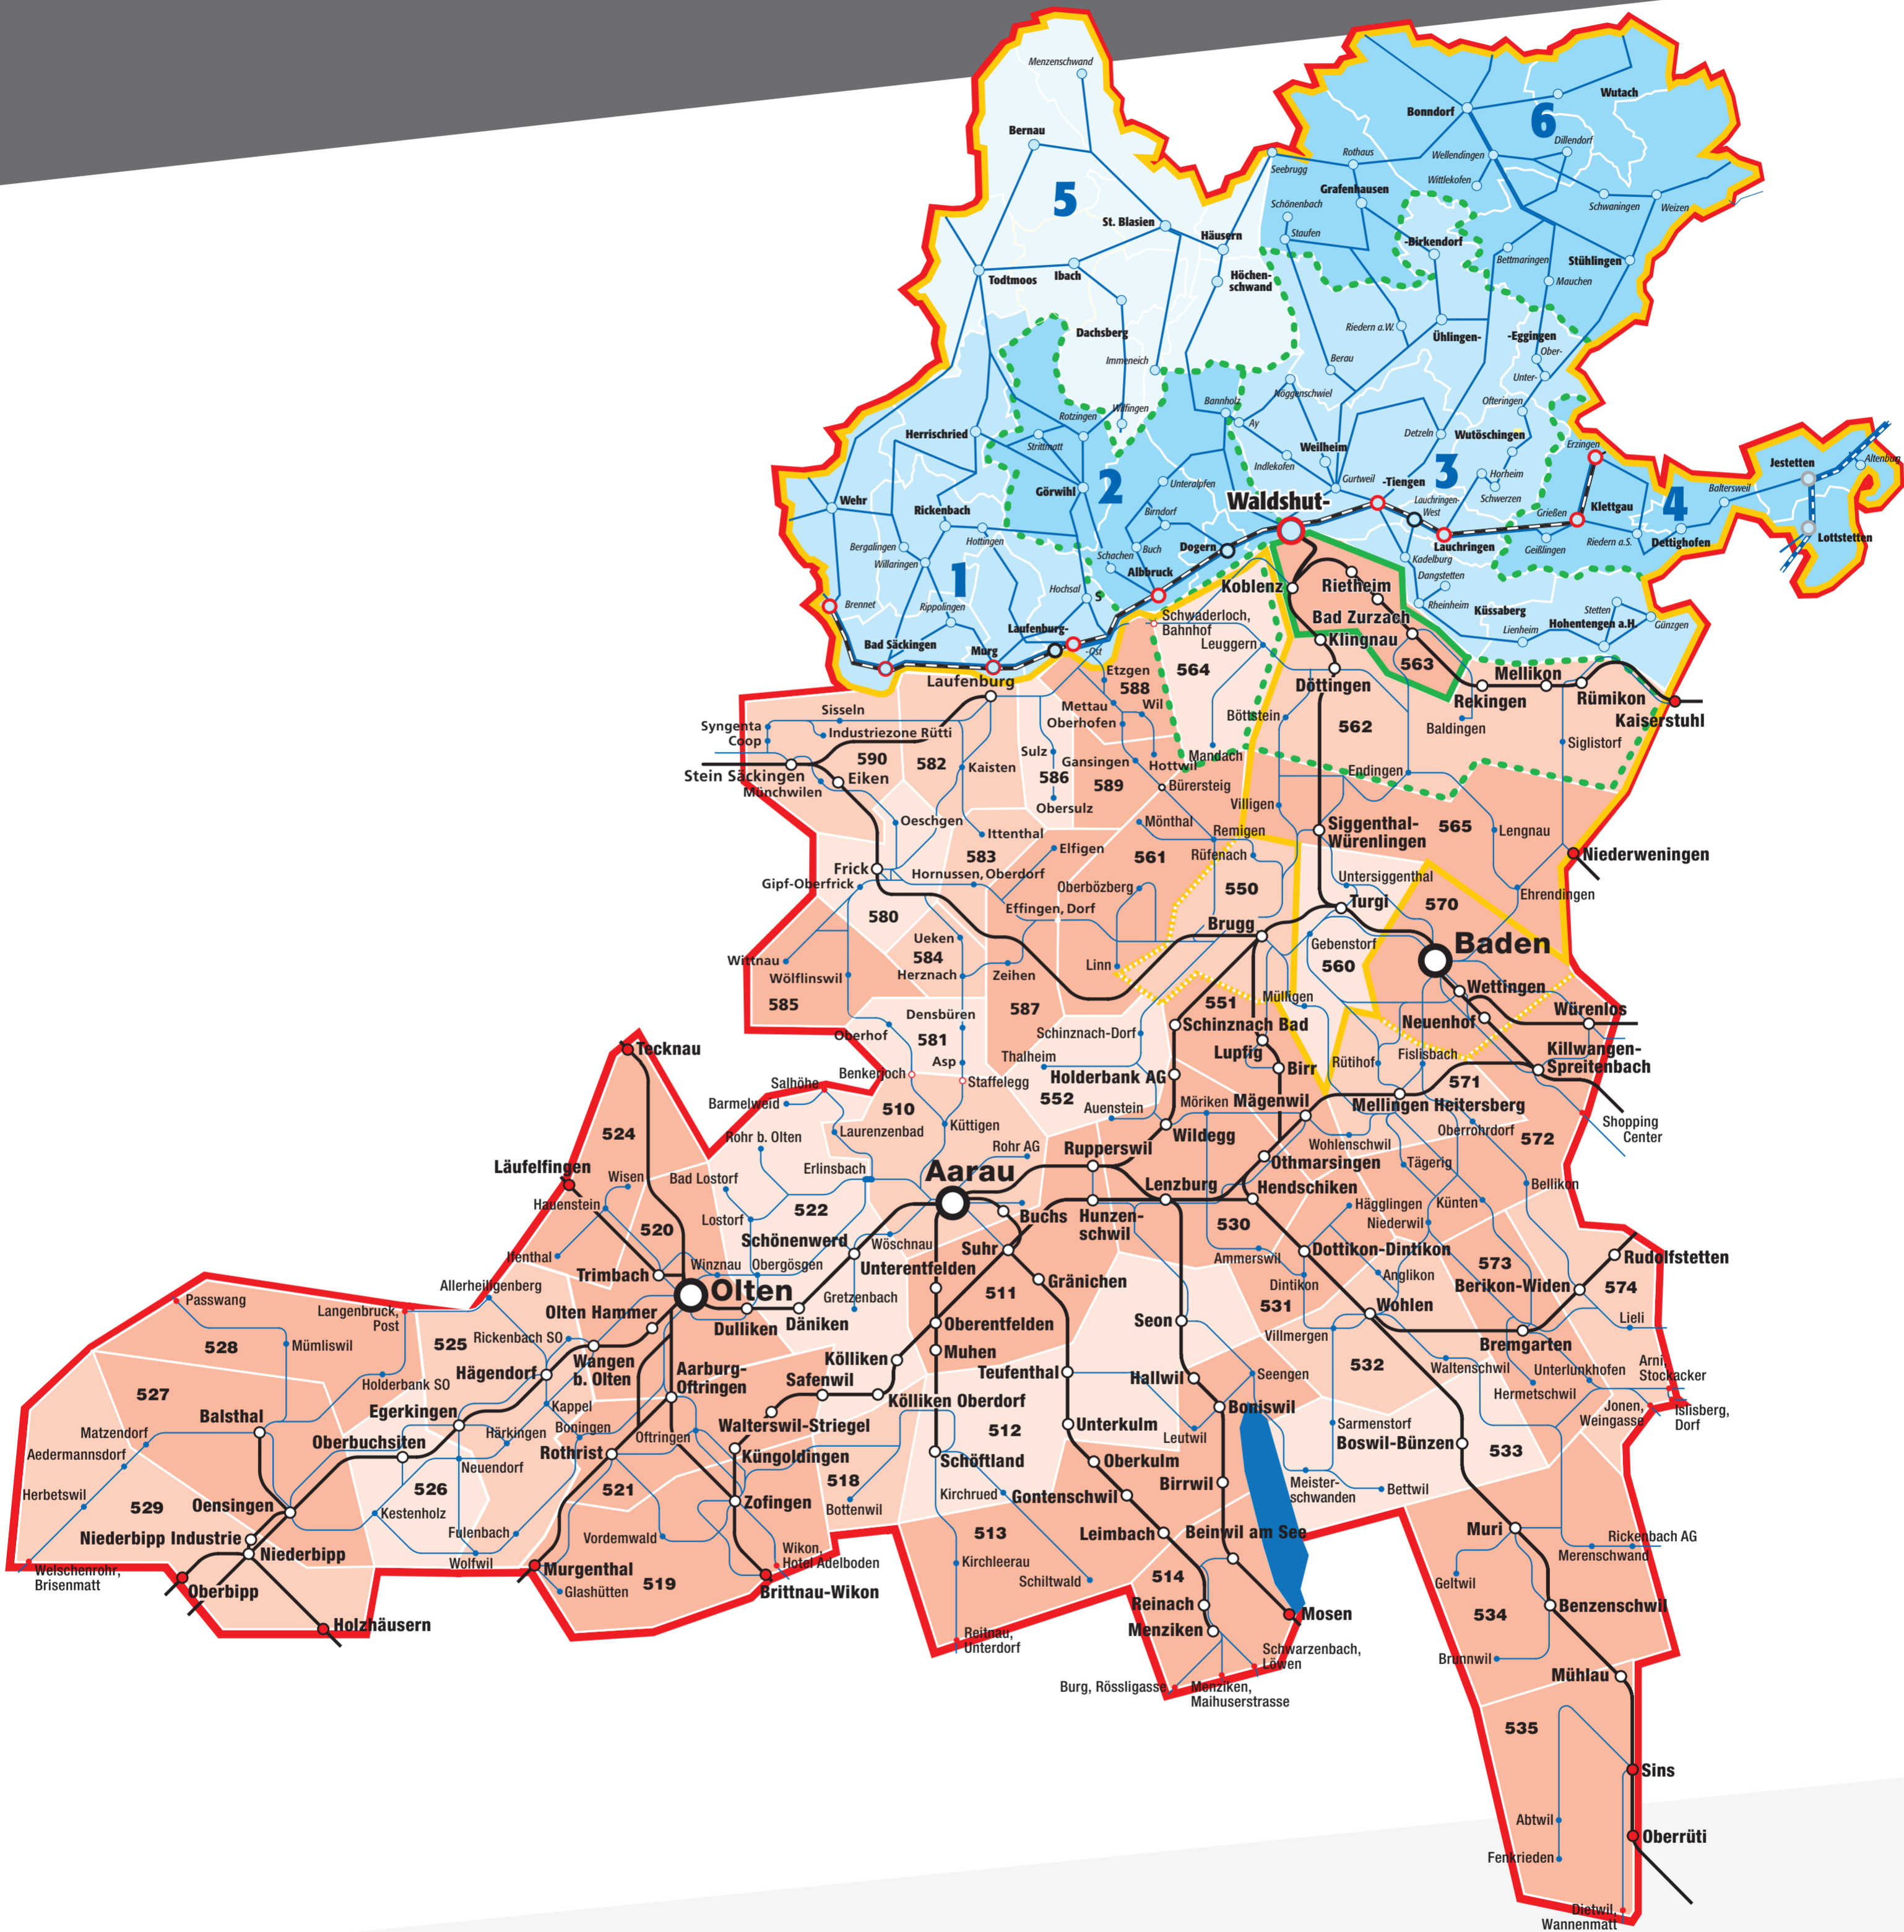 Menzenschwand
Bernau
5
St. Blasien
Häusern
Todtmoos
Ibach
Höchen-
schwand
Dachsberg
Immeneich
Wilfingen
Bonndorf
Wutach
6
Dillendorf
Rothaus
Wellendingen
Seebrugg
Grafenhausen
Wittlekofen
Schönenbach
Schwaningen
Weizen
Staufen
-Birkendorf
Bettmaringen
Stühlingen
Mauchen
Riedern a.W.
Ühlingen-
-Eggingen
Ober-
Berau
Unter-
Nöggenschwiel
Bannholz
Ofteringen
Ay
Rotzingen
Herrischried
Strittmatt
Weilheim
Detzeln
Wutöschingen
Erzingen
Jestetten
Altenburg
Indlekofen
3
Horheim
Gurtweil
-Tiengen
Schwerzen
Baltersweil
Wehr
Görwihl
2
Unteralpfen
Waldshut-
Lauchringen-
West
Klettgau
4
Rickenbach
Birndorf
Grießen
Riedern a.S.
Dettighofen
Lottstetten
Hottingen
Bergalingen
Schachen
Buch
Dogern
Lauchringen
Geißlingen
Willaringen
Albbruck
Kadelburg
1
Dangstetten
Hochsal
S
Koblenz
Rietheim
Brennet
Rippolingen
Rheinheim
Küssaberg
Stetten
Bad Zurzach
Schwaderloch,
Bahnhof
Laufenburg-
Lienheim
Hohentengen a.H.
Günzgen
Bad Säckingen
Murg
-Ost
Leuggern
Klingnau
564
563
Etzgen
Laufenburg
588
Döttingen
Mellikon
Rekingen
Rümikon
Kaiserstuhl
Mettau
Wil
Sisseln
Oberhofen
Böttstein
562
Baldingen
Syngenta
Coop
Industriezone Rütti
Siglistorf
Sulz
Mandach
590
582
Kaisten
Gansingen
Hottwil
Stein Säckingen
Eiken
586
589
Bürersteig
Endingen
Münchwilen
Obersulz
Villigen
Oeschgen
Mönthal
Remigen
Siggenthal-
Würenlingen
565
Lengnau
Ittenthal
Elfigen
583
561
Rüfenach
Niederweningen
Frick
Hornussen, Oberdorf
Untersiggenthal
Gipf-Oberfrick
Oberbözberg
550
Ehrendingen
Turgi
570
580
Effingen, Dorf
Brugg
Ueken
Gebenstorf
Baden
584
Wittnau
Herznach
Zeihen
Linn
560
Wölflinswil
Wettingen
585
587
551
Mülligen
Würenlos
Densbüren
Neuenhof
Oberhof
581
Schinznach-Dorf
Schinznach Bad
Killwangen-
Spreitenbach
Tecknau
Lupfig
Fislisbach
Asp
Thalheim
Rütihof
Benkerjoch
Holderbank AG
Birr
571
Salhöhe
Staffelegg
Barmelweid
552
Mellingen Heitersberg
510
Auenstein
Möriken
Mägenwil
Shopping
Center
524
Küttigen
Oberrohrdorf
Laurenzenbad
Wildegg
572
Rohr b. Olten
Rohr AG
Wohlenschwil
Rupperswil
Othmarsingen
Tägerig
Läufelfingen
Erlinsbach
Aarau
Wisen
Bad Lostorf
Lenzburg
Hendschiken
Bellikon
Hauenstein
Hägglingen
Künten
522
Lostorf
Buchs
Hunzen-
schwil
530
Niederwil
520
Schönenwerd
Wöschnau
Suhr
Dottikon-Dintikon
Rudolfstetten
Ifenthal
Ammerswil
573
Winznau
Obergösgen
Unterentfelden
Trimbach
Dintikon
Anglikon
Berikon-Widen
574
Allerheiligenberg
Olten
Gretzenbach
Gränichen
511
531
Wohlen
Passwang
Langenbruck,
Post
Olten Hammer
Dulliken
Däniken
Oberentfelden
Seon
Lieli
Villmergen
Bremgarten
528
Mümliswil
525
Rickenbach SO
Wangen
b. Olten
Muhen
532
Kölliken
Waltenschwil
Arni,
Stockacker
Unterlunkhofen
Holderbank SO
Hägendorf
Aarburg-
Oftringen
Teufenthal
Hallwil
Seengen
Hermetschwil
527
Safenwil
Kölliken Oberdorf
Boniswil
Jonen,
Weingasse
Islisberg,
Dorf
Balsthal
Egerkingen
Kappel
Walterswil-Striegel
Unterkulm
Sarmenstorf
Matzendorf
Härkingen
Boningen
Oftringen
512
Leutwil
Aedermannsdorf
Oberbuchsiten
Rothrist
Küngoldingen
Boswil-Bünzen
533
Neuendorf
Schöftland
Oberkulm
526
521
518
Meister-
schwanden
Bettwil
Herbetswil
Birrwil
529
Oensingen
Zofingen
Kirchrued
Gontenschwil
Kestenholz
Bottenwil
Niederbipp Industrie
Fulenbach
Vordemwald
513
Leimbach
Beinwil am See
Muri
Rickenbach AG
Niederbipp
Wolfwil
Wikon,
Hotel Adelboden
Merenschwand
Welschenrohr,
Brisenmatt
Murgenthal
Kirchleerau
514
Geltwil
Oberbipp
Glashütten
519
Brittnau-Wikon
Schiltwald
Reinach
Benzenschwil
Holzhäusern
Mosen
534
Menziken
Reitnau,
Unterdorf
Schwarzenbach,
Löwen
Brunnwil
Mühlau
Burg, Rössligasse
Menziken,
Maihuserstrasse
535
Sins
Abtwil
Oberrüti
Fenkrieden
Dietwil,
Wannenmatt